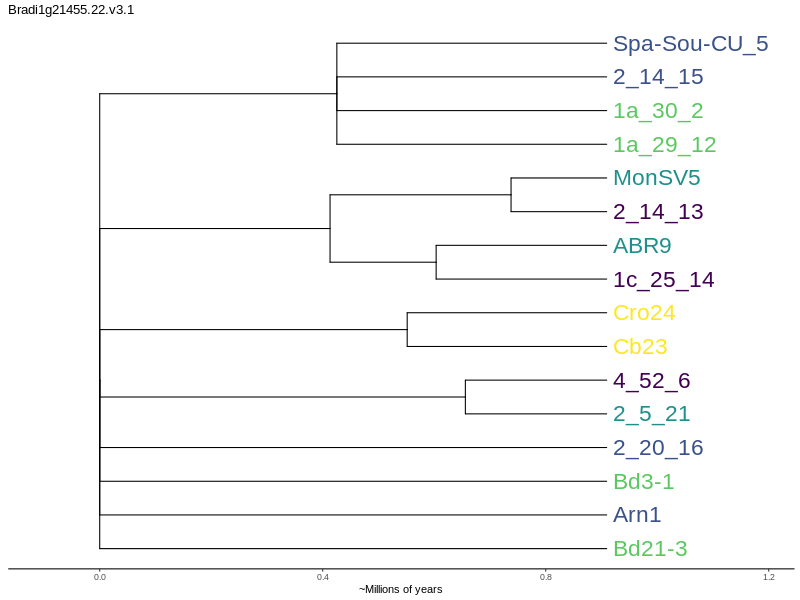 Bradi1g21455.22.v3.1
Spa-Sou-CU_5
2_14_15
1a_30_2
1a_29_12
MonSV5
2_14_13
ABR9
1c_25_14
Cro24
Cb23
4_52_6
2_5_21
2_20_16
Bd3-1
Arn1
Bd21-3
0.0 0.4 0.8 1.2
~Millions of years